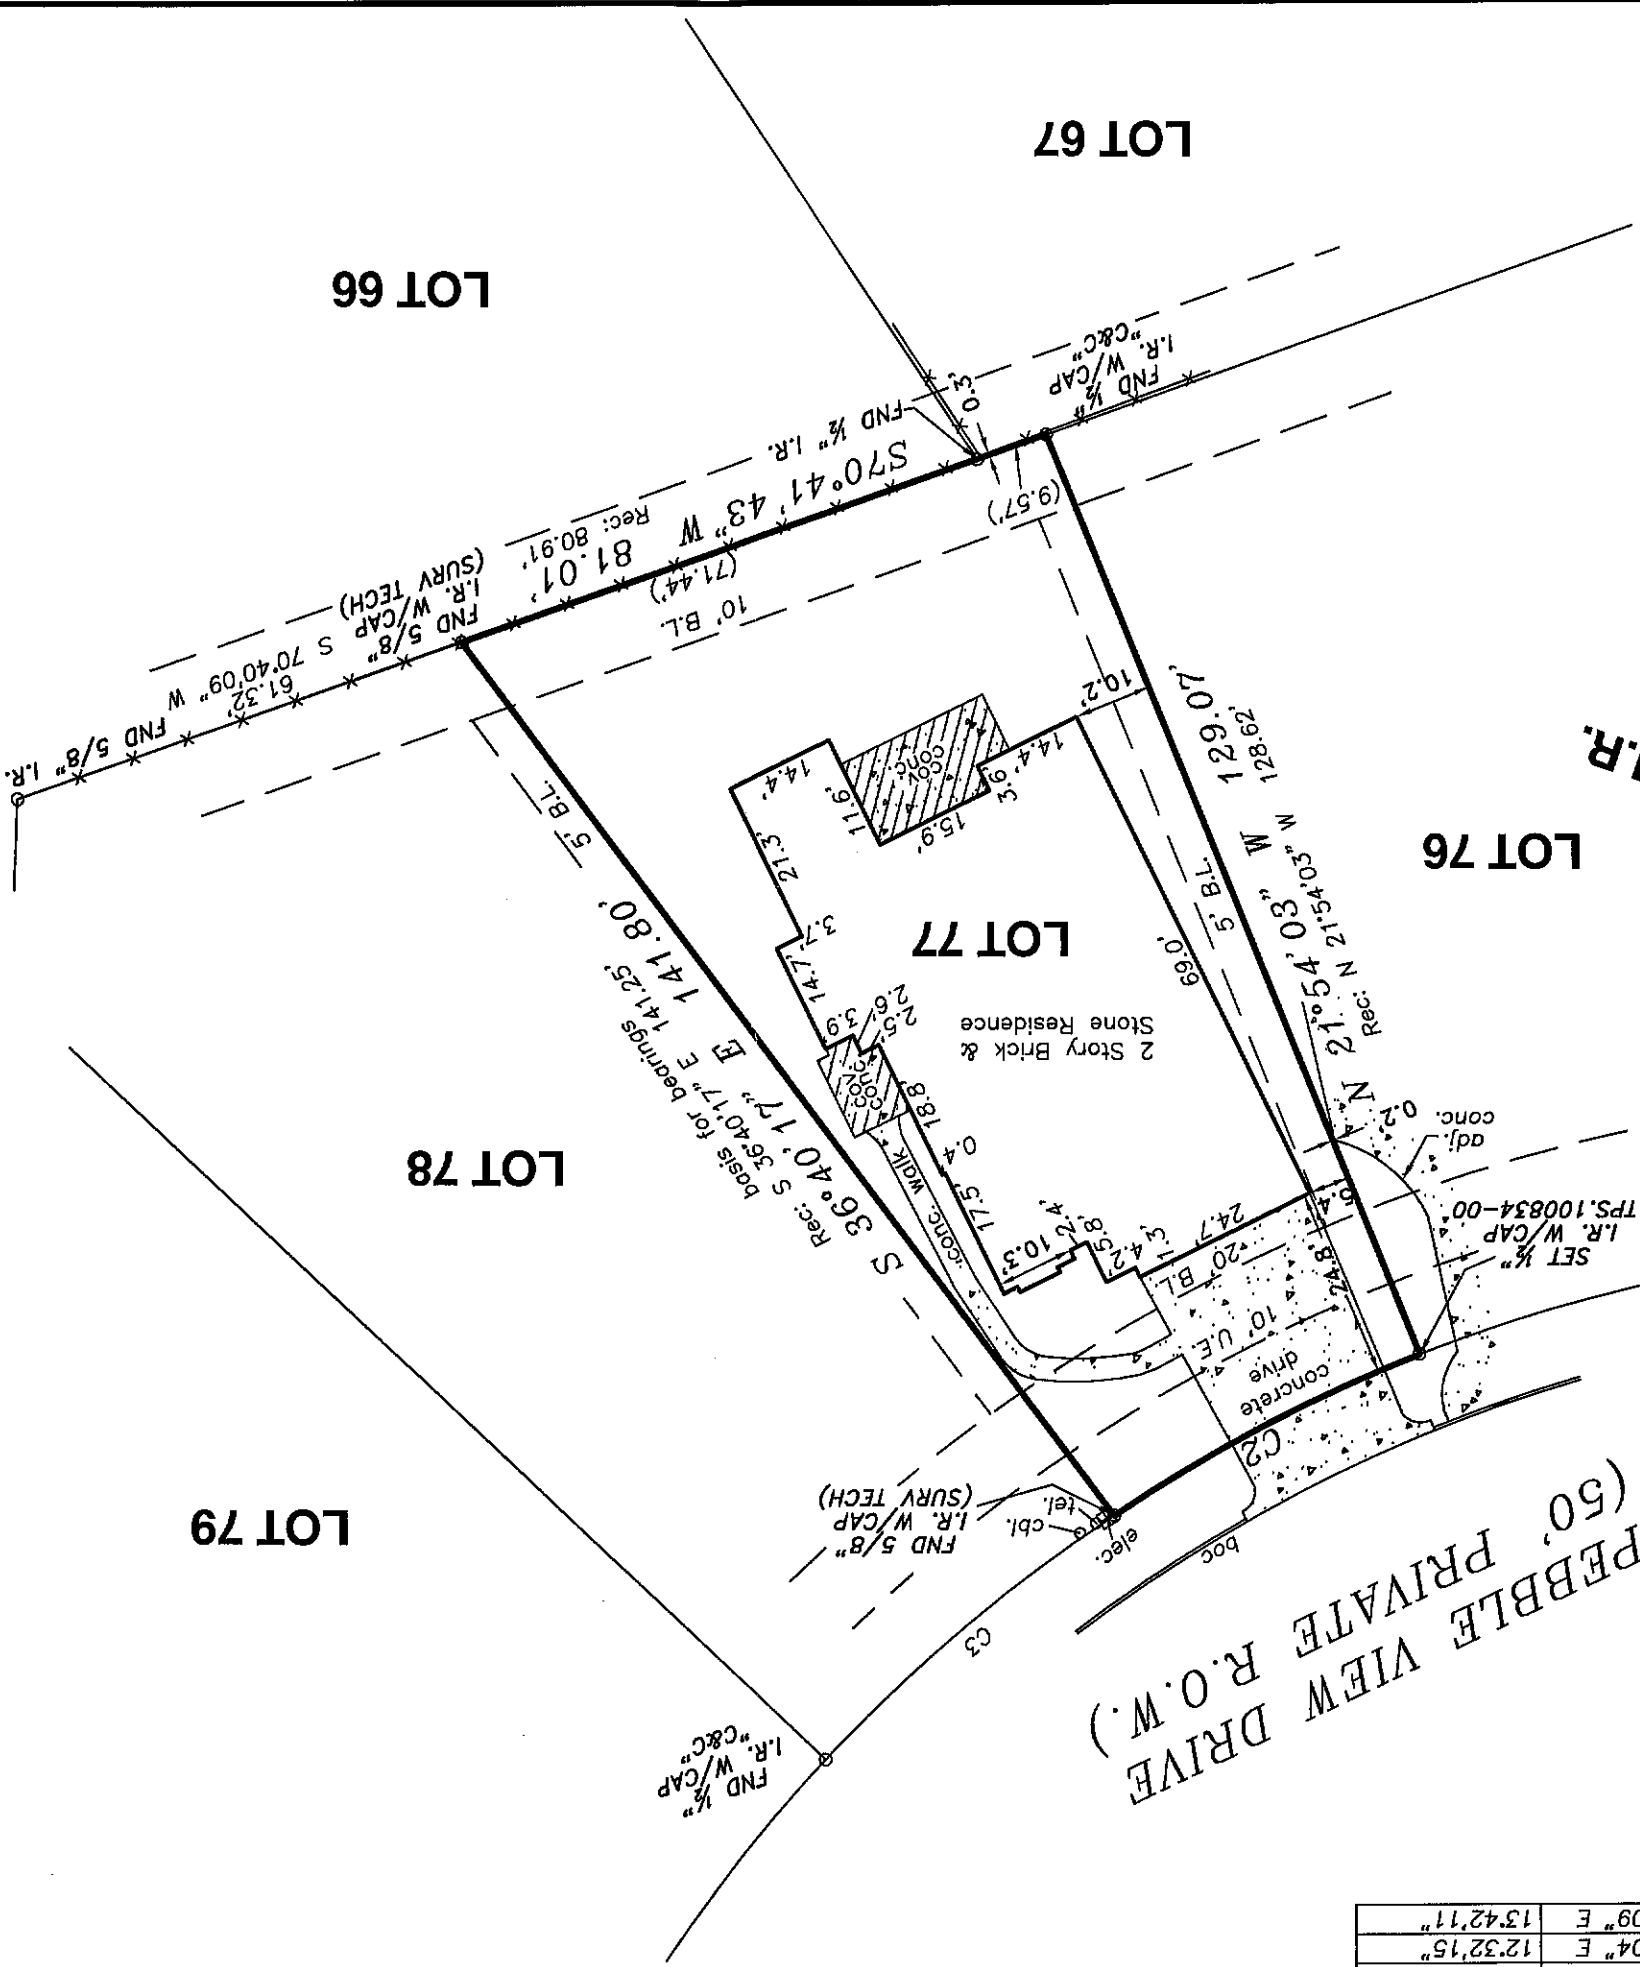 04" E 12°32'15"
09" E 13°42'11"
PEBBLE VIEW DRIVE
(50' PRIVATE R.O.W.)
FND ½"
I.R. W/CAP
"C&C"
C3
boc
elec.
cbl.
tel.
FND 5/8"
I.R. W/CAP
(SURV TECH)
C2
concrete
drive
10' U.E.
20' B.L.
24.8'
SET ½"
I.R. W/CAP
TPS.100834-00
adj.
conc.
0.2'
LOT 79
LOT 78
LOT 77
LOT 76
I.R.
2 Story Brick &
Stone Residence
24.7'
1.3'
4.2'
5.8'
2.4'
10.3'
17.5'
0.4'
18.8'
conc. walk
cov
conc.
2.5'
2.6'
3.9'
14.7'
3.7'
21.3'
14.4'
11.6'
15.9'
3.6'
14.4'
cov
conc.
69.0'
10.2'
5' B.L.
N 21°54'03" W 129.07'
Rec: N 21°54'03" W 128.62'
S 36°40'17" E 141.80'
Rec: S 36°40'17" E 141.25'
basis for bearings
5' B.L.
10' B.L.
(71.44')
(9.57')
S70°41'43" W 81.01'
Rec: 80.91'
FND 5/8" I.R.
61.32'
S 70°40'09" W
FND 5/8"
I.R. W/CAP
(SURV TECH)
FND ½" I.R.
0.3'
FND ½"
I.R. W/CAP
"C&C"
LOT 66
LOT 67